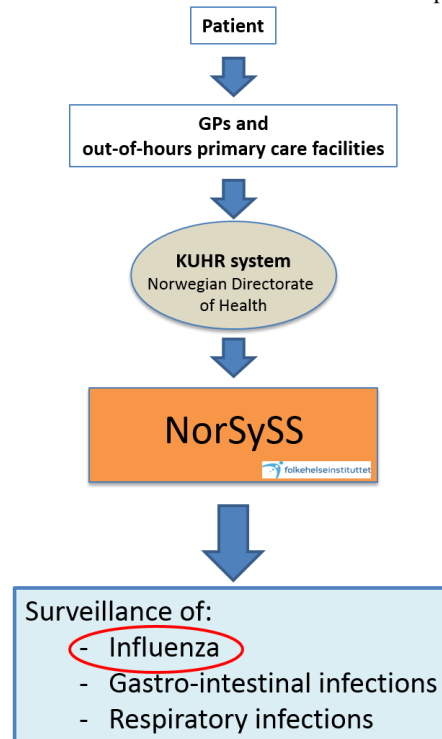 Patient
GPs and
out-of-hours primary care facilities
KUHR system
Norwegian Directorate
of Health
NorSySS
folkehelseinstituttet
Surveillance of:
- Influenza
- Gastro-intestinal infections
- Respiratory infections